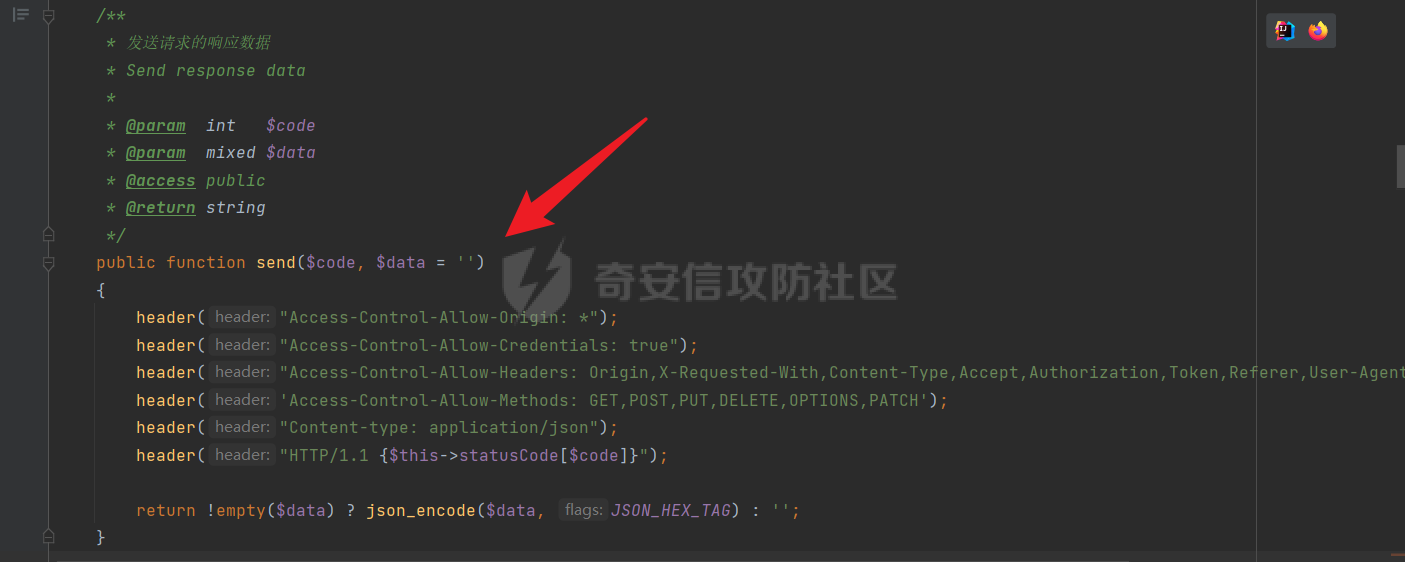 /**
* 发送请求的响应数据
* Send response data
*
* @param int $code
* @param mixed $data
* @access public
* @return string
*/
public function send($code, $data = '')
{
header( header: "Access-Control-Allow-Origin: *");
header( header: "Access-Control-Allow-Credentials: true");
header( header: "Access-Control-Allow-Headers: Origin,X-Requested-With,Content-Type,Accept,Authorization,Token,Referer,User-Agent
header( header: 'Access-Control-Allow-Methods: GET,POST,PUT,DELETE,OPTIONS,PATCH');
header( header: "Content-type: application/json");
header( header: "HTTP/1.1 {$this->statusCode[$code]}");
return !empty($data) ? json_encode($data, flags: JSON_HEX_TAG) : '';
}
奇安信攻防社区